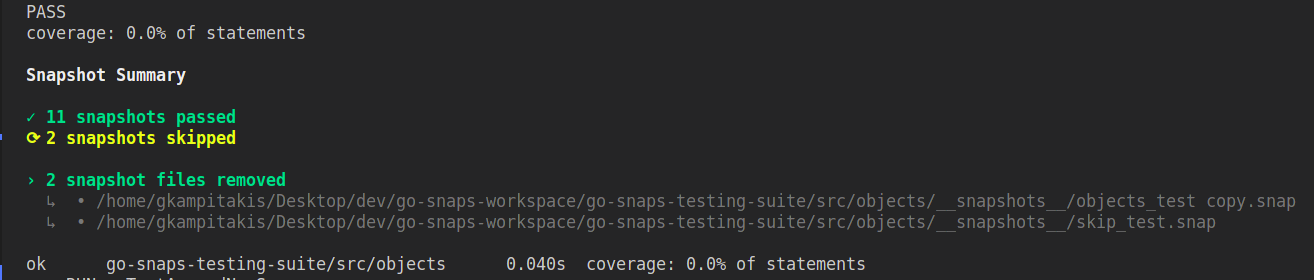 PASS
coverage: 0.0% of statements
Snapshot Summary
✓ 11 snapshots passed
⟳ 2 snapshots skipped
› 2 snapshot files removed
↳ • /home/gkampitakis/Desktop/dev/go-snaps-workspace/go-snaps-testing-suite/src/objects/__snapshots__/objects_test copy.snap
↳ • /home/gkampitakis/Desktop/dev/go-snaps-workspace/go-snaps-testing-suite/src/objects/__snapshots__/skip_test.snap
ok go-snaps-testing-suite/src/objects 0.040s coverage: 0.0% of statements